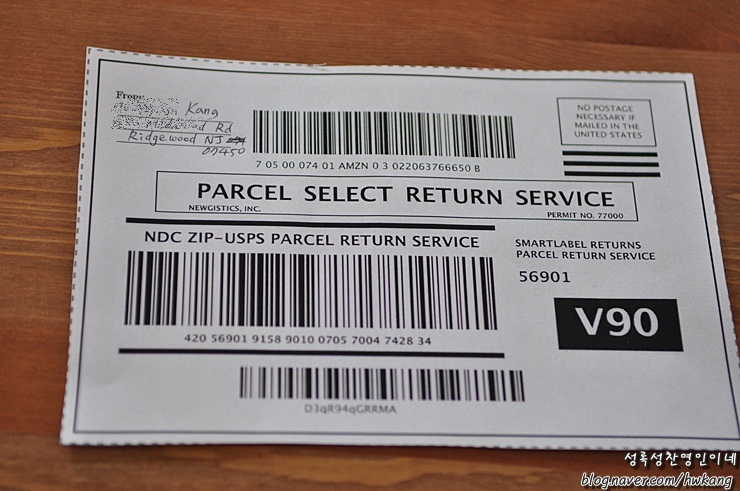 From:
Kang
Rd
Ridgewood NJ
07450
NO POSTAGE
NECESSARY IF
MAILED IN THE
UNITED STATES
7 05 00 074 01 AMZN 0 3 022063766650 B
PARCEL SELECT RETURN SERVICE
NEWGISTICS, INC.
PERMIT NO. 77000
NDC ZIP-USPS PARCEL RETURN SERVICE
SMARTLABEL RETURNS
PARCEL RETURN SERVICE
56901
V90
420 56901 9158 9010 0705 7004 7428 34
D3qR94qGRRMA
성록성찬영인이네
blog.naver.com/hwkang